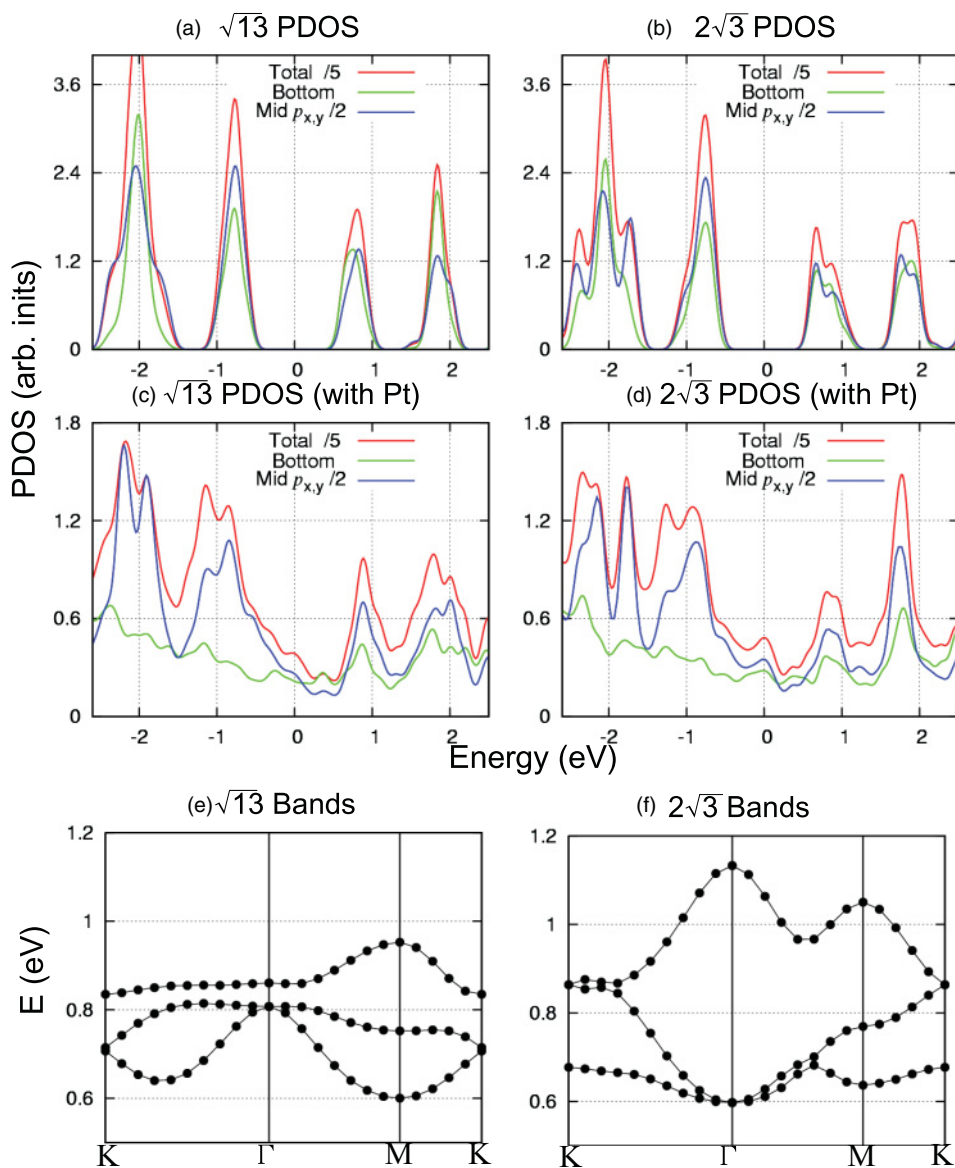 (a) √13 PDOS
(b) 2√3 PDOS
Total /5
Bottom
Mid p_{x,y} /2
Total /5
Bottom
Mid p_{x,y} /2
3.6
2.4
1.2
0
3.6
2.4
1.2
0
-2 -1 0 1 2
-2 -1 0 1 2
PDOS (arb. inits)
(c) √13 PDOS (with Pt)
(d) 2√3 PDOS (with Pt)
Total /5
Bottom
Mid p_{x,y} /2
Total /5
Bottom
Mid p_{x,y} /2
1.8
1.2
0.6
0
1.8
1.2
0.6
0
-2 -1 0 1 2
-2 -1 0 1 2
Energy (eV)
(e) √13 Bands
(f) 2√3 Bands
E (eV)
1.2
1
0.8
0.6
1.2
1
0.8
0.6
K Γ M K
K Γ M K